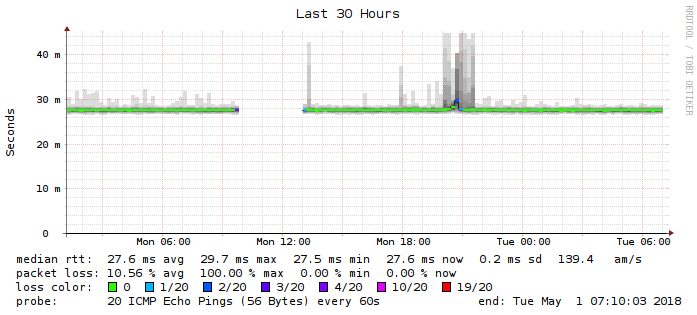 Last 30 Hours
RRDTOOL / TOBI OETIKER
Seconds
40 m
30 m
20 m
10 m
0
Mon 06:00 Mon 12:00 Mon 18:00 Tue 00:00 Tue 06:00
median rtt: 27.6 ms avg 29.7 ms max 27.5 ms min 27.6 ms now 0.2 ms sd 139.4 am/s
packet loss: 10.56 % avg 100.00 % max 0.00 % min 0.00 % now
loss color: 0 1/20 2/20 3/20 4/20 10/20 19/20
probe: 20 ICMP Echo Pings (56 Bytes) every 60s end: Tue May 1 07:10:03 2018